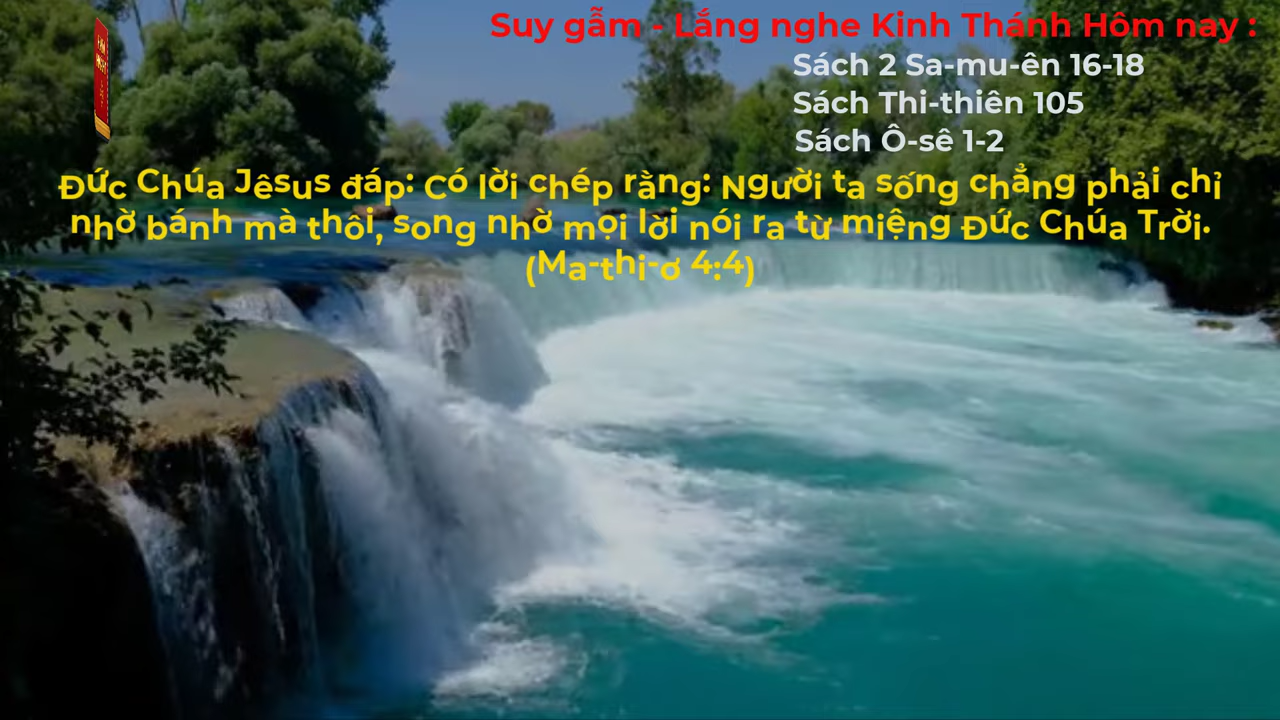 Suy gẫm - Lắng nghe Kinh Thánh Hôm nay :
Sách 2 Sa-mu-ên 16-18
Sách Thi-thiên 105
Sách Ô-sê 1-2
Đức Chúa Jêsus đáp: Có lời chép rằng: Người ta sống chẳng phải chỉ
nhờ bánh mà thôi, song nhờ mọi lời nói ra từ miệng Đức Chúa Trời.
(Ma-thi-ơ 4:4)